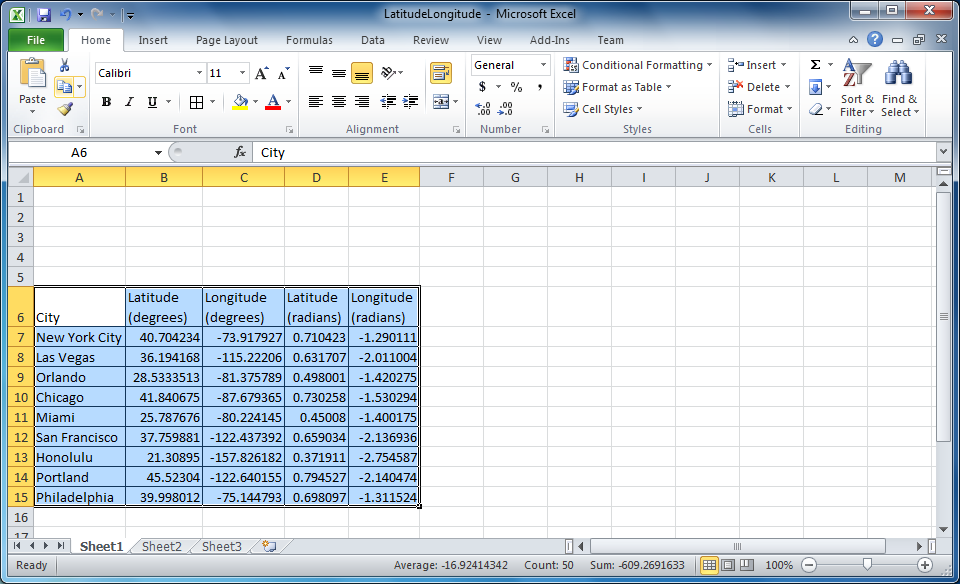 LatitudeLongitude - Microsoft Excel
File Home Insert Page Layout Formulas Data Review View Add-Ins Team
Calibri 11 General Conditional Formatting Insert Σ
Paste $ % , Format as Table Delete Sort & Find &
B I U A Cell Styles Format Filter Select
Clipboard Font Alignment Number Styles Cells Editing
A6 fx City
A B C D E F G H I J K L M
1
2
3
4
5
Latitude Longitude Latitude Longitude
6 City (degrees) (degrees) (radians) (radians)
7 New York City 40.704234 -73.917927 0.710423 -1.290111
8 Las Vegas 36.194168 -115.22206 0.631707 -2.011004
9 Orlando 28.5333513 -81.375789 0.498001 -1.420275
10 Chicago 41.840675 -87.679365 0.730258 -1.530294
11 Miami 25.787676 -80.224145 0.45008 -1.400175
12 San Francisco 37.759881 -122.437392 0.659034 -2.136936
13 Honolulu 21.30895 -157.826182 0.371911 -2.754587
14 Portland 45.52304 -122.640155 0.794527 -2.140474
15 Philadelphia 39.998012 -75.144793 0.698097 -1.311524
16
17
Sheet1 Sheet2 Sheet3
Ready Average: -16.92414342 Count: 50 Sum: -609.2691633 100%